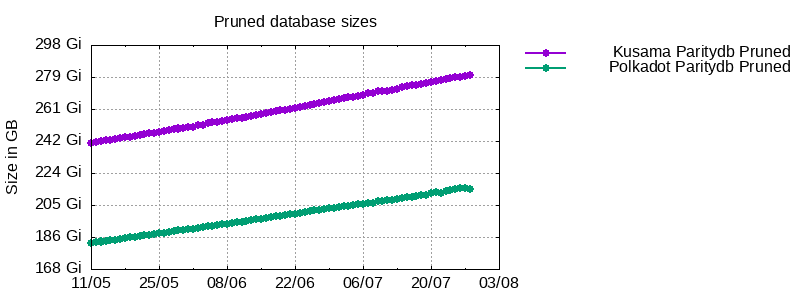 Pruned database sizes
298 Gi
279 Gi
261 Gi
242 Gi
224 Gi
205 Gi
186 Gi
168 Gi
Size in GB
11/05 25/05 08/06 22/06 06/07 20/07 03/08
Kusama Paritydb Pruned
Polkadot Paritydb Pruned